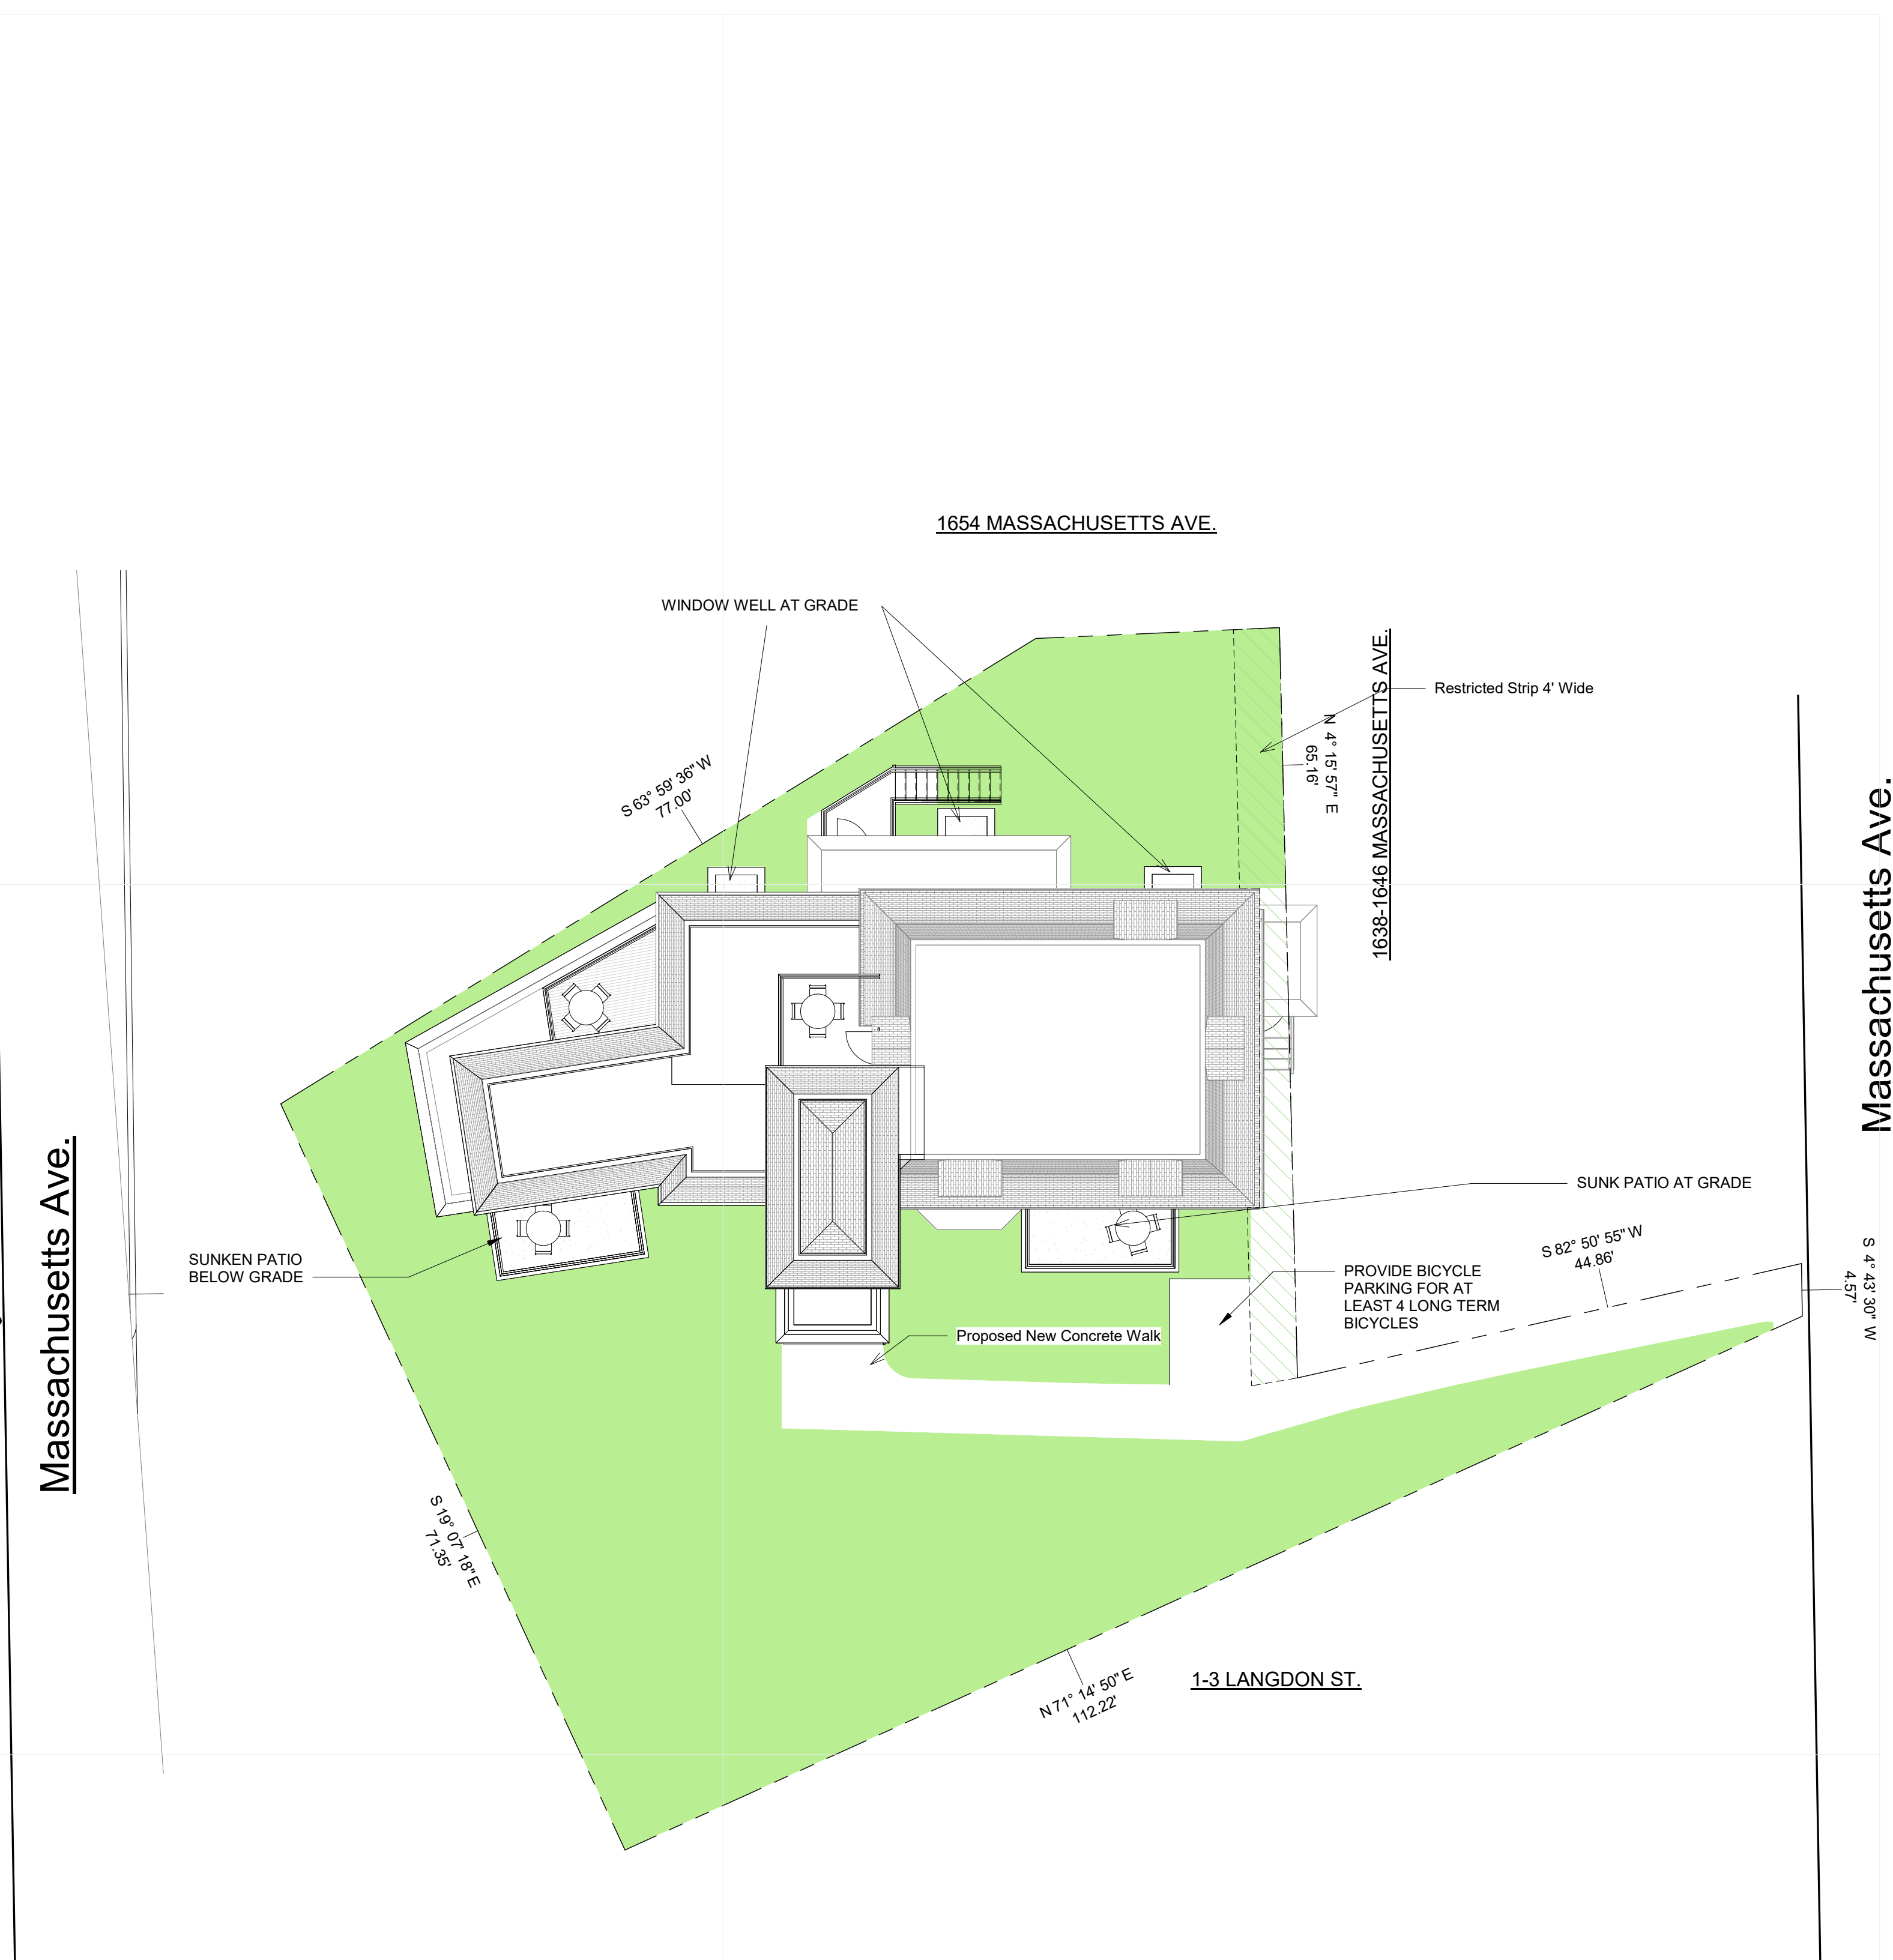 1654 MASSACHUSETTS AVE.
WINDOW WELL AT GRADE
1638-1646 MASSACHUSETTS AVE.
Restricted Strip 4' Wide
N 4° 15' 57" E
65.16'
S 63° 59' 36" W
77.00'
Massachusetts Ave.
Massachusetts Ave.
SUNK PATIO AT GRADE
SUNKEN PATIO
BELOW GRADE
S 82° 50' 55" W
44.86'
S 4° 43' 30" W
4.57'
PROVIDE BICYCLE
PARKING FOR AT
LEAST 4 LONG TERM
BICYCLES
Proposed New Concrete Walk
S 19° 07' 18" E
71.35'
N 71° 14' 50" E
112.22'
1-3 LANGDON ST.